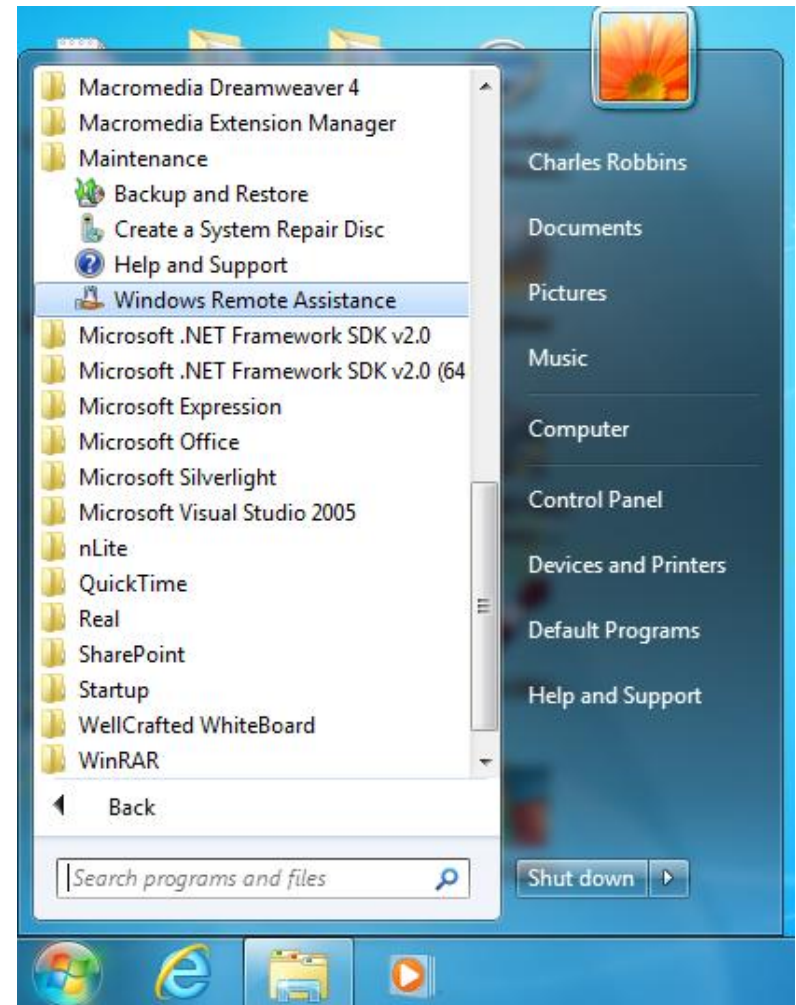 Macromedia Dreamweaver 4
Macromedia Extension Manager
Maintenance
Backup and Restore
Create a System Repair Disc
Help and Support
Windows Remote Assistance
Microsoft .NET Framework SDK v2.0
Microsoft .NET Framework SDK v2.0 (64
Microsoft Expression
Microsoft Office
Microsoft Silverlight
Microsoft Visual Studio 2005
nLite
QuickTime
Real
SharePoint
Startup
WellCrafted WhiteBoard
WinRAR
Back
Search programs and files
Charles Robbins
Documents
Pictures
Music
Computer
Control Panel
Devices and Printers
Default Programs
Help and Support
Shut down